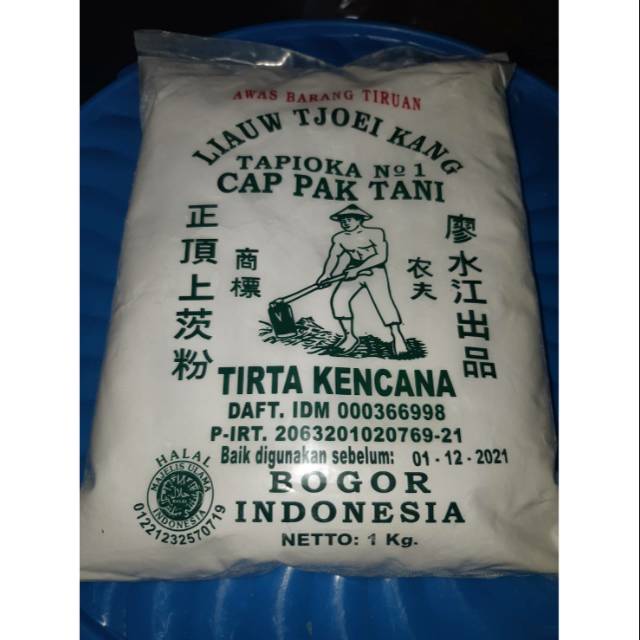 AWAS BARANG TIRUAN
LIAUW TJOEI KANG
TAPIOKA No 1
CAP PAK TANI
正頂上茨粉
商標
农夫
廖水江出品
TIRTA KENCANA
DAFT. IDM 000366998
P-IRT. 2063201020769-21
Baik digunakan sebelum: 01-12-2021
HALAL
MAJELIS ULAMA
INDONESIA
01221232570719
BOGOR
INDONESIA
NETTO: 1 Kg.